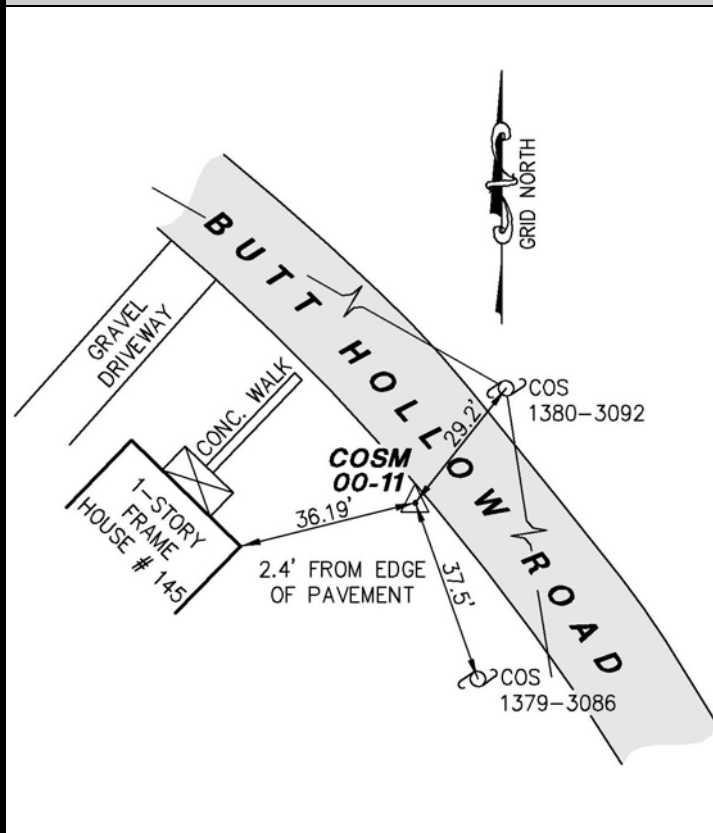 GRID NORTH
BUTT HOLLOW ROAD
GRAVEL
DRIVEWAY
CONC. WALK
COS
1380-3092
29.2'
COSM
00-11
1-STORY
FRAME
HOUSE # 145
36.19'
2.4' FROM EDGE
OF PAVEMENT
37.5'
COS
1379-3086